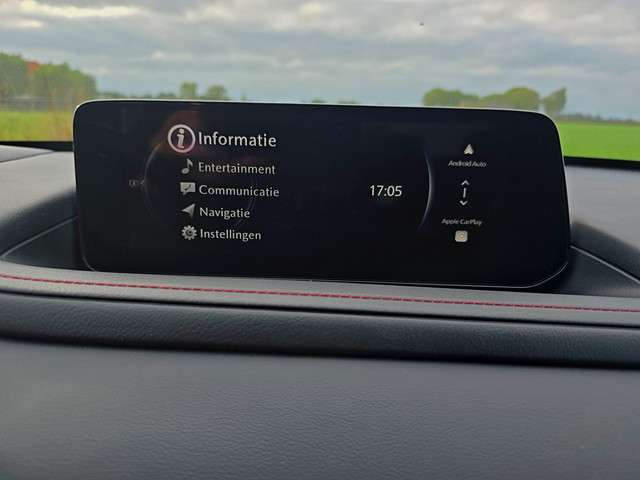 Informatie
Entertainment
Communicatie
Navigatie
Instellingen
17:05
Android Auto
Apple CarPlay